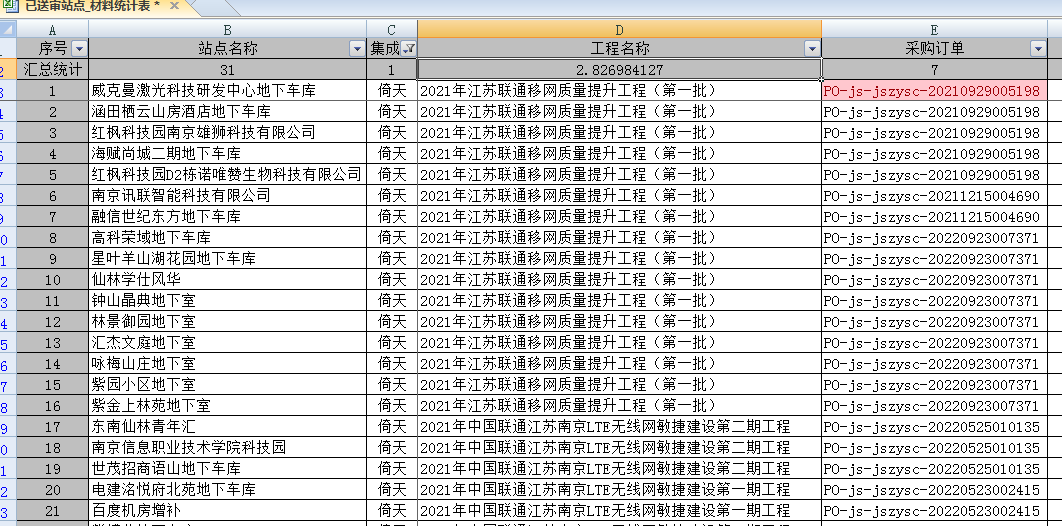 已送审站点_材料统计表 * ×
A B C D E
序号 站点名称 集成 工程名称 采购订单
汇总统计 31 1 2.826984127 7
1 威克曼激光科技研发中心地下车库 倚天 2021年江苏联通移网质量提升工程（第一批） PO-js-jszysc-20210929005198
2 涵田栖云山房酒店地下车库 倚天 2021年江苏联通移网质量提升工程（第一批） PO-js-jszysc-20210929005198
3 红枫科技园南京雄狮科技有限公司 倚天 2021年江苏联通移网质量提升工程（第一批） PO-js-jszysc-20210929005198
4 海赋尚城二期地下车库 倚天 2021年江苏联通移网质量提升工程（第一批） PO-js-jszysc-20210929005198
5 红枫科技园D2栋诺唯赞生物科技有限公司 倚天 2021年江苏联通移网质量提升工程（第一批） PO-js-jszysc-20210929005198
6 南京讯联智能科技有限公司 倚天 2021年江苏联通移网质量提升工程（第一批） PO-js-jszysc-20211215004690
7 融信世纪东方地下车库 倚天 2021年江苏联通移网质量提升工程（第一批） PO-js-jszysc-20211215004690
8 高科荣域地下车库 倚天 2021年江苏联通移网质量提升工程（第一批） PO-js-jszysc-20220923007371
9 星叶羊山湖花园地下车库 倚天 2021年江苏联通移网质量提升工程（第一批） PO-js-jszysc-20220923007371
10 仙林学仕风华 倚天 2021年江苏联通移网质量提升工程（第一批） PO-js-jszysc-20220923007371
11 钟山晶典地下室 倚天 2021年江苏联通移网质量提升工程（第一批） PO-js-jszysc-20220923007371
12 林景御园地下室 倚天 2021年江苏联通移网质量提升工程（第一批） PO-js-jszysc-20220923007371
13 汇杰文庭地下室 倚天 2021年江苏联通移网质量提升工程（第一批） PO-js-jszysc-20220923007371
14 咏梅山庄地下室 倚天 2021年江苏联通移网质量提升工程（第一批） PO-js-jszysc-20220923007371
15 紫园小区地下室 倚天 2021年江苏联通移网质量提升工程（第一批） PO-js-jszysc-20220923007371
16 紫金上林苑地下室 倚天 2021年江苏联通移网质量提升工程（第一批） PO-js-jszysc-20220923007371
17 东南仙林青年汇 倚天 2021年中国联通江苏南京LTE无线网敏捷建设第二期工程 PO-js-jszysc-20220525010135
18 南京信息职业技术学院科技园 倚天 2021年中国联通江苏南京LTE无线网敏捷建设第二期工程 PO-js-jszysc-20220525010135
19 世茂招商语山地下车库 倚天 2021年中国联通江苏南京LTE无线网敏捷建设第二期工程 PO-js-jszysc-20220525010135
20 电建洺悦府北苑地下车库 倚天 2021年中国联通江苏南京LTE无线网敏捷建设第一期工程 PO-js-jszysc-20220523002415
21 百度机房增补 倚天 2021年中国联通江苏南京LTE无线网敏捷建设第一期工程 PO-js-jszysc-20220523002415